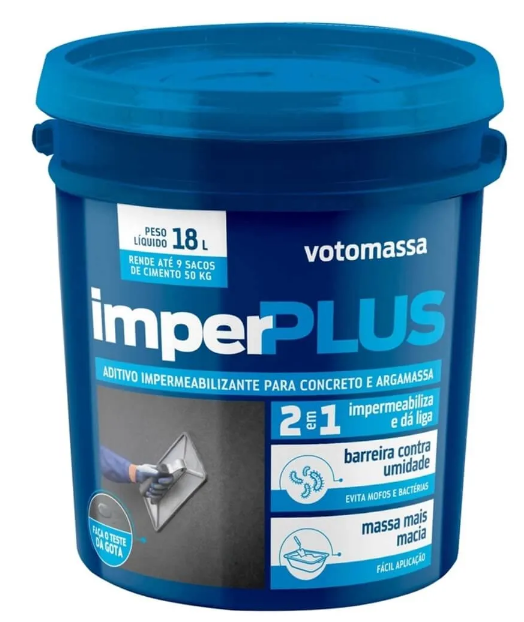 PESO
LÍQUIDO 18 L
RENDE ATÉ 9 SACOS
DE CIMENTO 50 KG
votomassa
imperPLUS
ADITIVO IMPERMEABILIZANTE PARA CONCRETO E ARGAMASSA
2 em 1 impermeabiliza
e dá liga
barreira contra
umidade
EVITA MOFOS E BACTÉRIAS
massa mais
macia
FÁCIL APLICAÇÃO
FAÇA O TESTE
DA GOTA